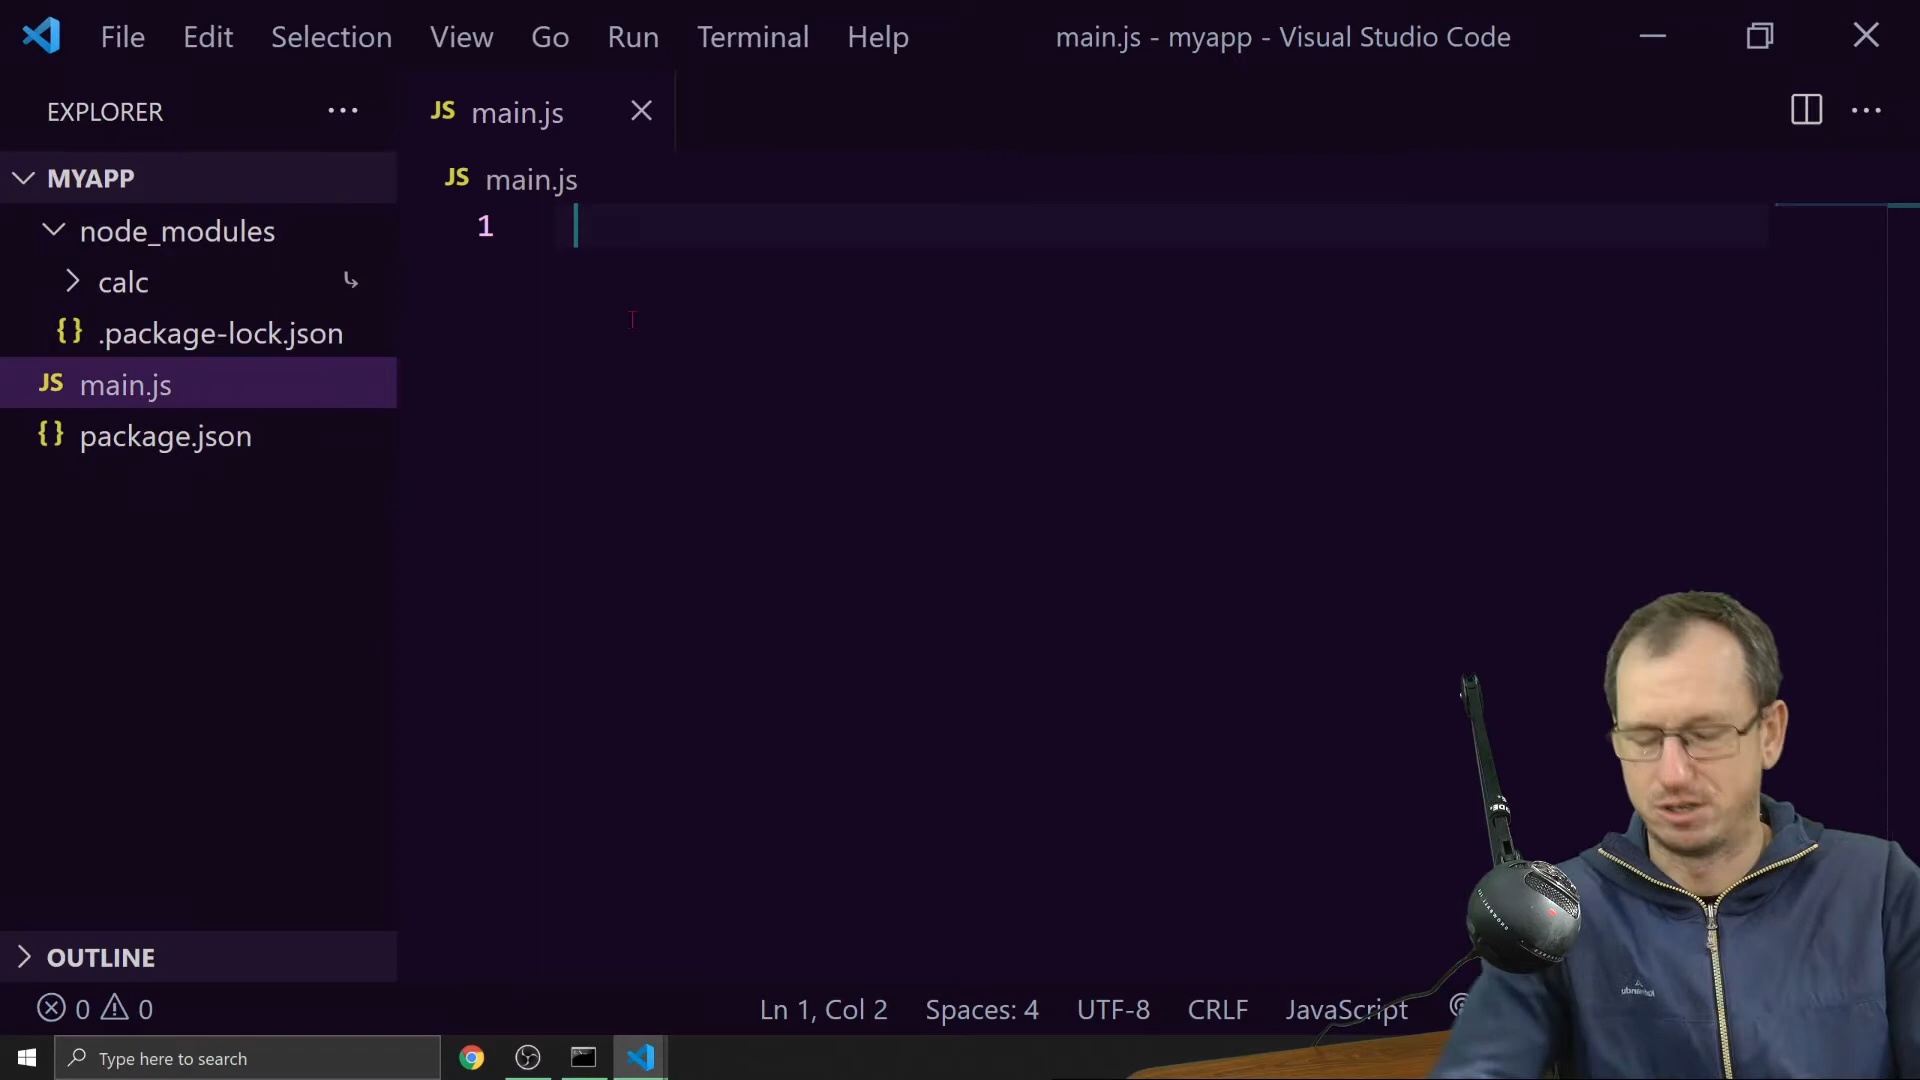 File Edit Selection View Go Run Terminal Help main.js - myapp - Visual Studio Code
EXPLORER
JS main.js
MYAPP
JS main.js
1
node_modules
calc
{} .package-lock.json
JS main.js
{} package.json
OUTLINE
0 0
Ln 1, Col 2 Spaces: 4 UTF-8 CRLF JavaScript
Type here to search